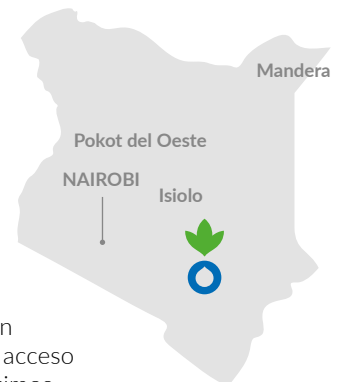 Mandera
Pokot del Oeste
NAIROBI
Isiolo
n
acceso